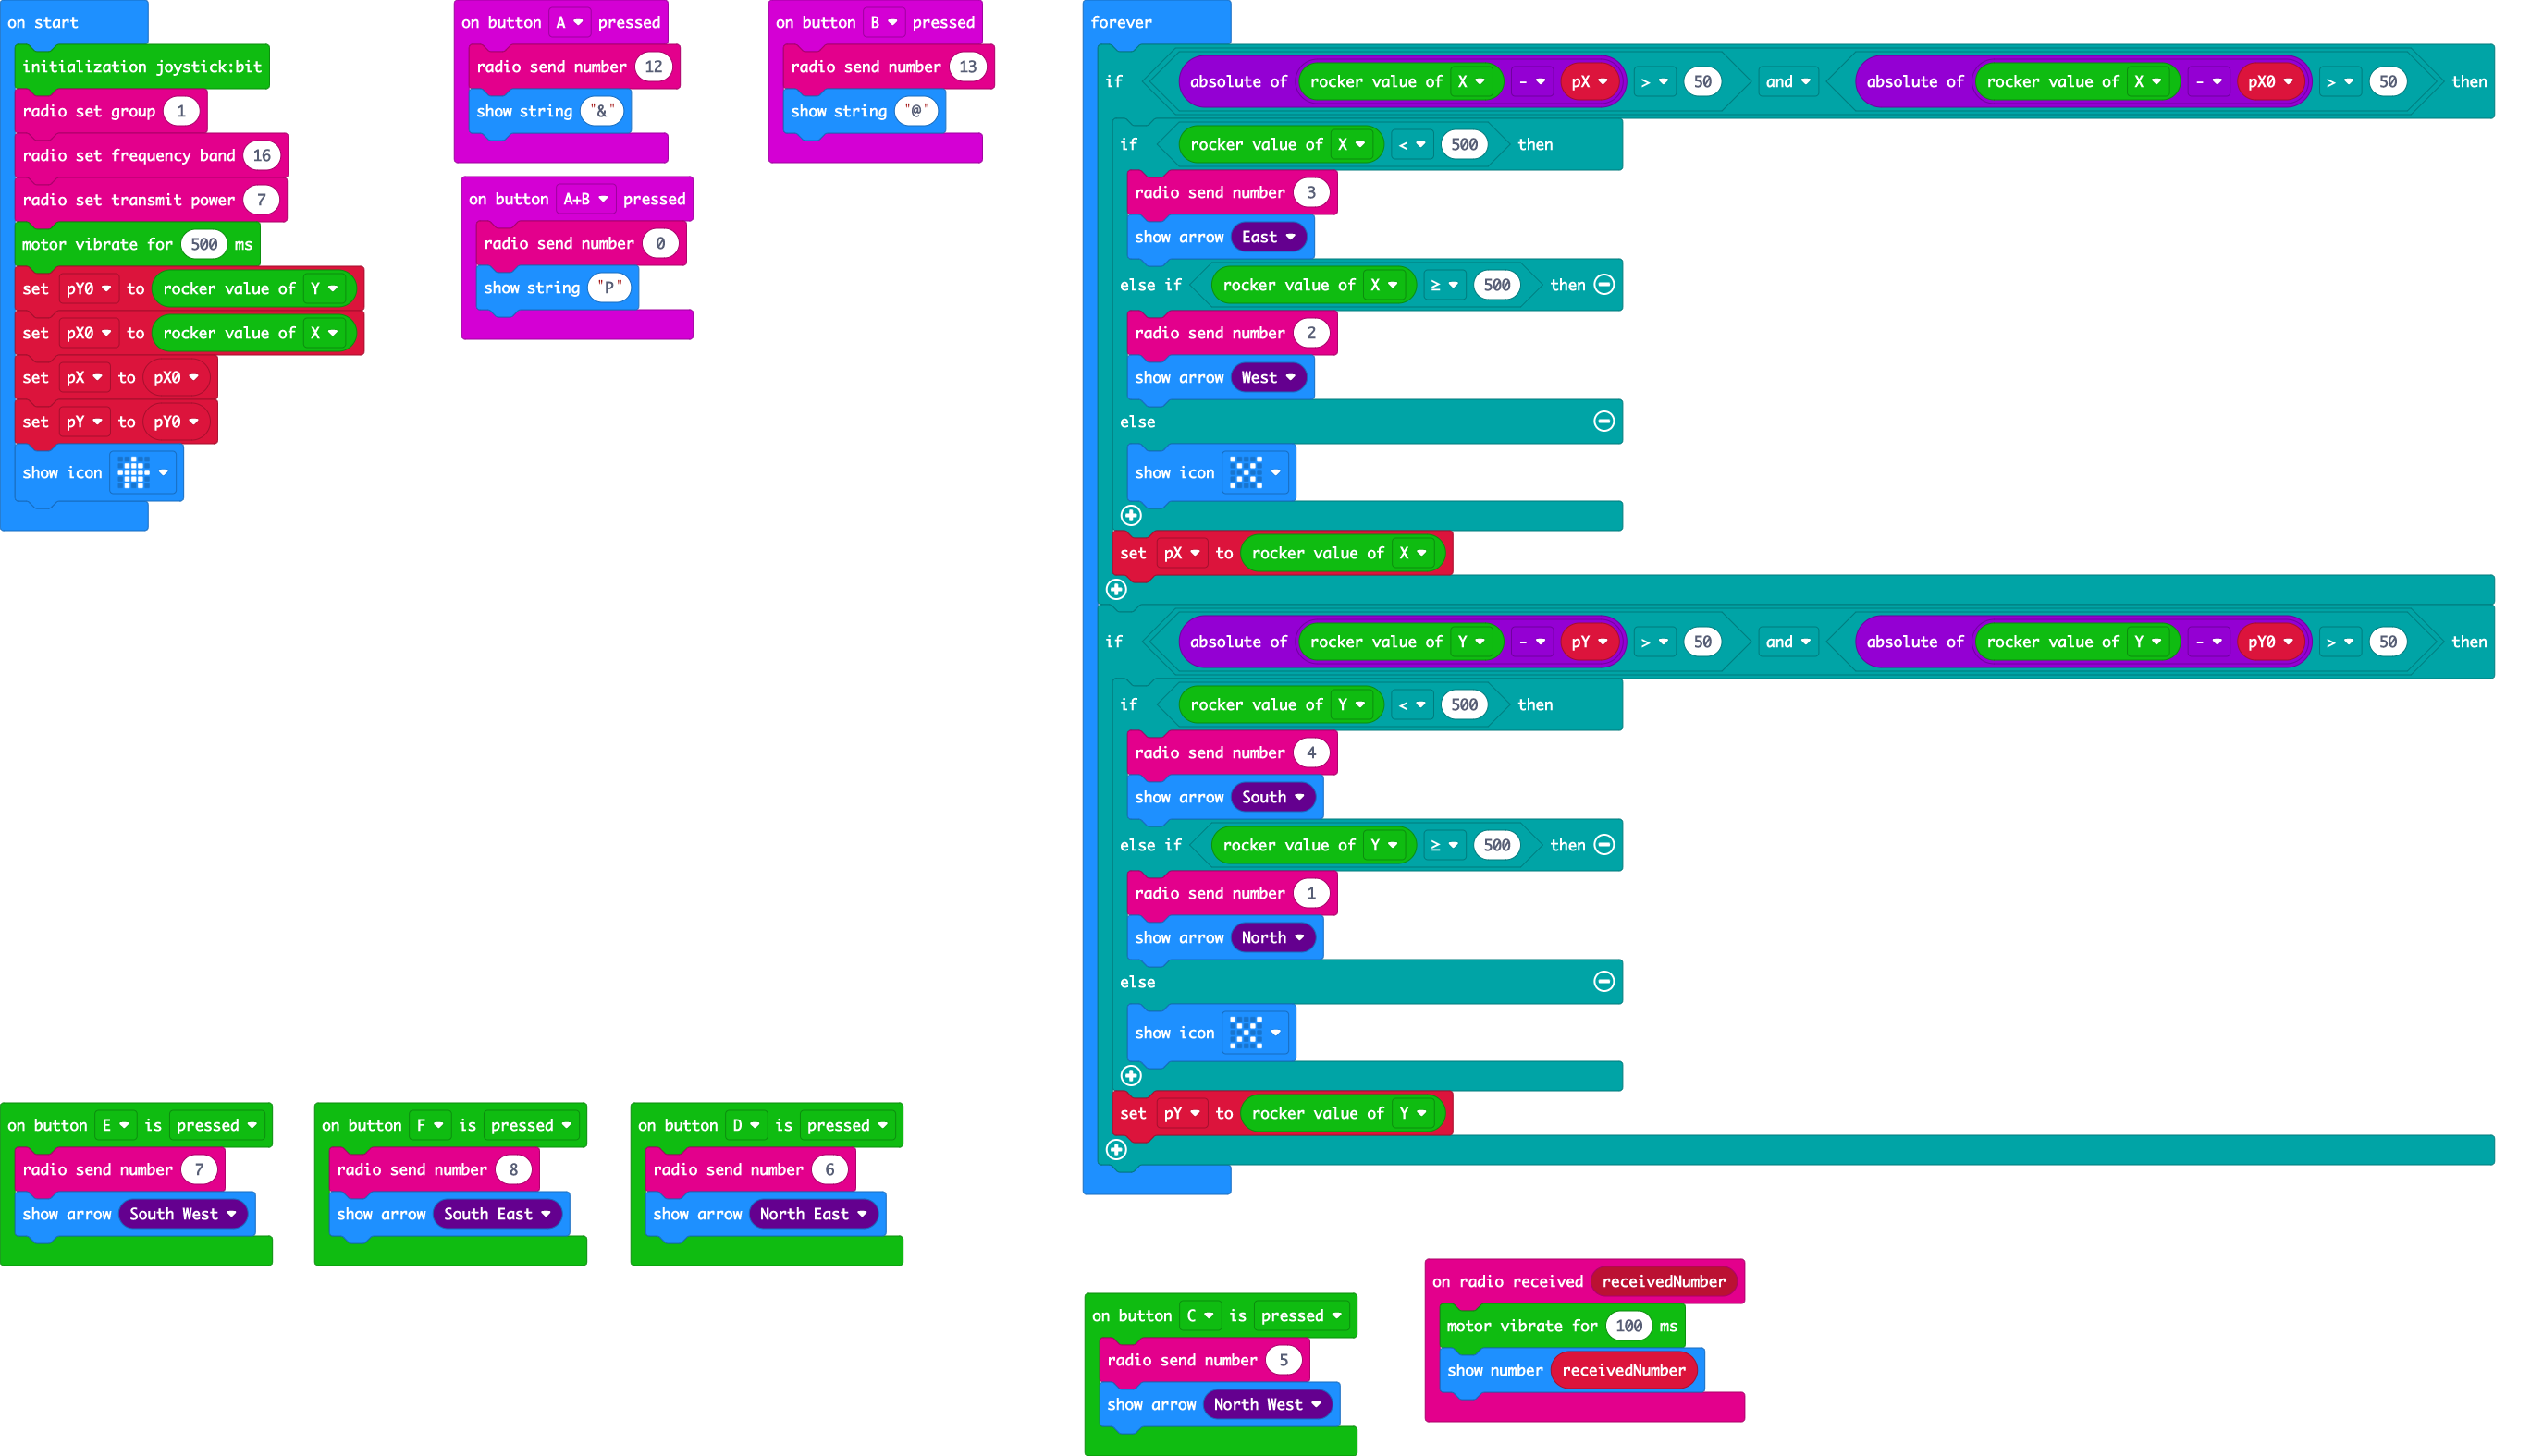 on start
initialization joystick:bit
radio set group 1
radio set frequency band 16
radio set transmit power 7
motor vibrate for 500 ms
set pY0 to rocker value of Y
set pX0 to rocker value of X
set pX to pX0
set pY to pY0
show icon
on button A pressed
radio send number 12
show string "&"
on button B pressed
radio send number 13
show string "@"
on button A+B pressed
radio send number 0
show string "P"
forever
if absolute of rocker value of X - pX > 50 and absolute of rocker value of X - pX0 > 50 then
if rocker value of X < 500 then
radio send number 3
show arrow East
else if rocker value of X ≥ 500 then
radio send number 2
show arrow West
else
show icon
set pX to rocker value of X
if absolute of rocker value of Y - pY > 50 and absolute of rocker value of Y - pY0 > 50 then
if rocker value of Y < 500 then
radio send number 4
show arrow South
else if rocker value of Y ≥ 500 then
radio send number 1
show arrow North
else
show icon
set pY to rocker value of Y
on button E is pressed
radio send number 7
show arrow South West
on button F is pressed
radio send number 8
show arrow South East
on button D is pressed
radio send number 6
show arrow North East
on button C is pressed
radio send number 5
show arrow North West
on radio received receivedNumber
motor vibrate for 100 ms
show number receivedNumber